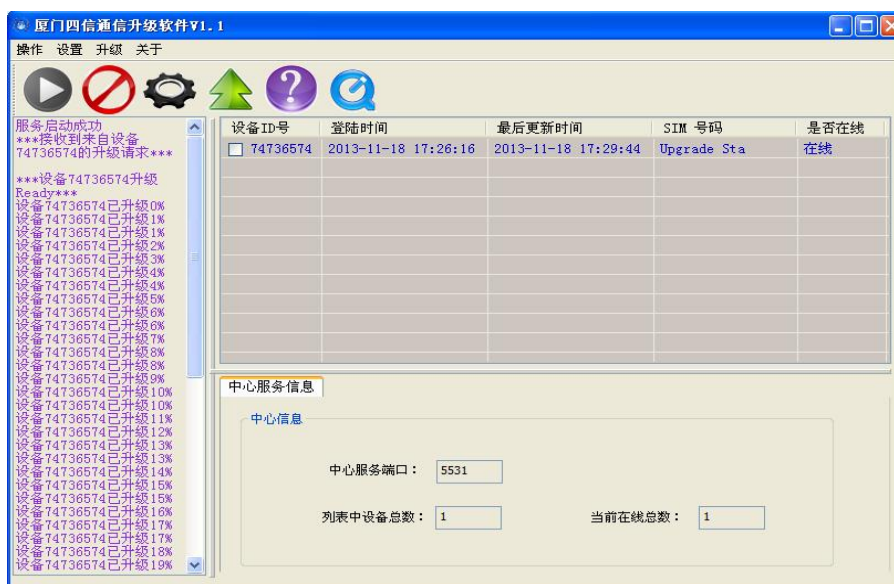 厦门四信通信升级软件V1.1
操作 设置 升级 关于
服务启动成功
***接收到来自设备
74736574的升级请求***
***设备74736574升级
Ready***
设备74736574已升级0%
设备74736574已升级1%
设备74736574已升级1%
设备74736574已升级2%
设备74736574已升级3%
设备74736574已升级4%
设备74736574已升级4%
设备74736574已升级5%
设备74736574已升级6%
设备74736574已升级6%
设备74736574已升级7%
设备74736574已升级8%
设备74736574已升级8%
设备74736574已升级9%
设备74736574已升级10%
设备74736574已升级10%
设备74736574已升级11%
设备74736574已升级12%
设备74736574已升级13%
设备74736574已升级13%
设备74736574已升级14%
设备74736574已升级15%
设备74736574已升级15%
设备74736574已升级16%
设备74736574已升级17%
设备74736574已升级17%
设备74736574已升级18%
设备74736574已升级19%
设备ID号 登陆时间 最后更新时间 SIM 号码 是否在线
74736574 2013-11-18 17:26:16 2013-11-18 17:29:44 Upgrade Sta 在线
中心服务信息
中心信息
中心服务端口： 5531
列表中设备总数： 1 当前在线总数： 1